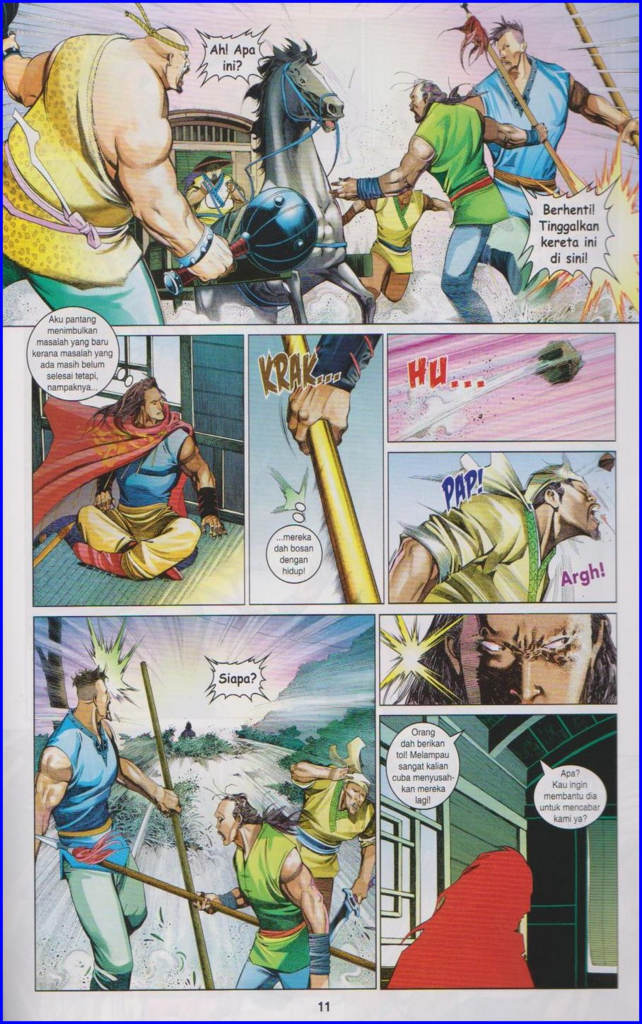 Ah! Apa
ini?
Berhenti!
Tinggalkan
kereta ini
di sini!
Aku pantang
menimbulkan
masalah yang baru
kerana masalah yang
ada masih belum
selesai tetapi,
nampaknya...
KRAK...
...mereka
dah bosan
dengan
hidup!
HU...
PAP!
Argh!
Siapa?
Orang
dah berikan
tol! Melampau
sangat kalian
cuba menyusah-
kan mereka
lagi!
Apa?
Kau ingin
membantu dia
untuk mencabar
kami ya?
11